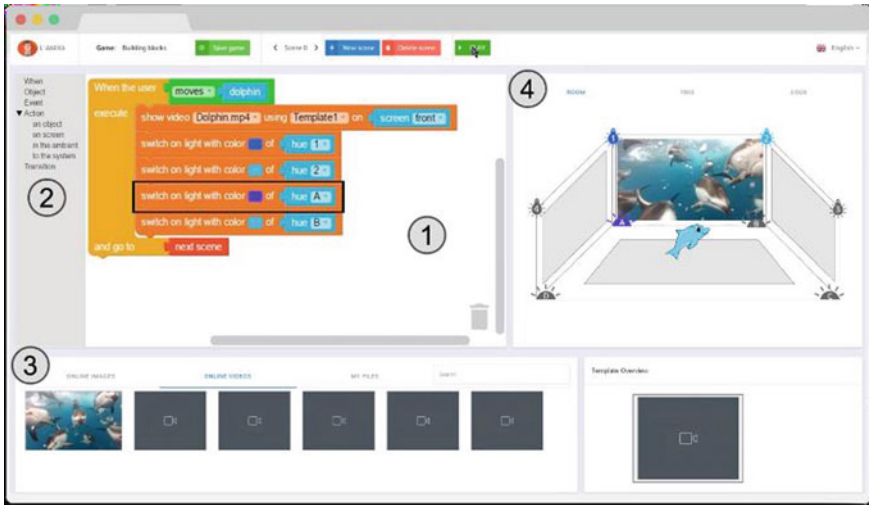 Game: Building blocks
Save game
Scene 0
New scene
Delete scene
English
When
Object
Event
Action
on object
on screen
in the ambient
to the system
Transition
2
When the user moves dolphin
execute show video Dolphin.mp4 using Template1 on screen front
switch on light with color of hue 1
switch on light with color of hue 2
switch on light with color of hue A
switch on light with color of hue B
and go to next scene
1
4
ROOM
1
2
A
3
ONLINE IMAGES
ONLINE VIDEOS
MY FILES
Search
Template Overview